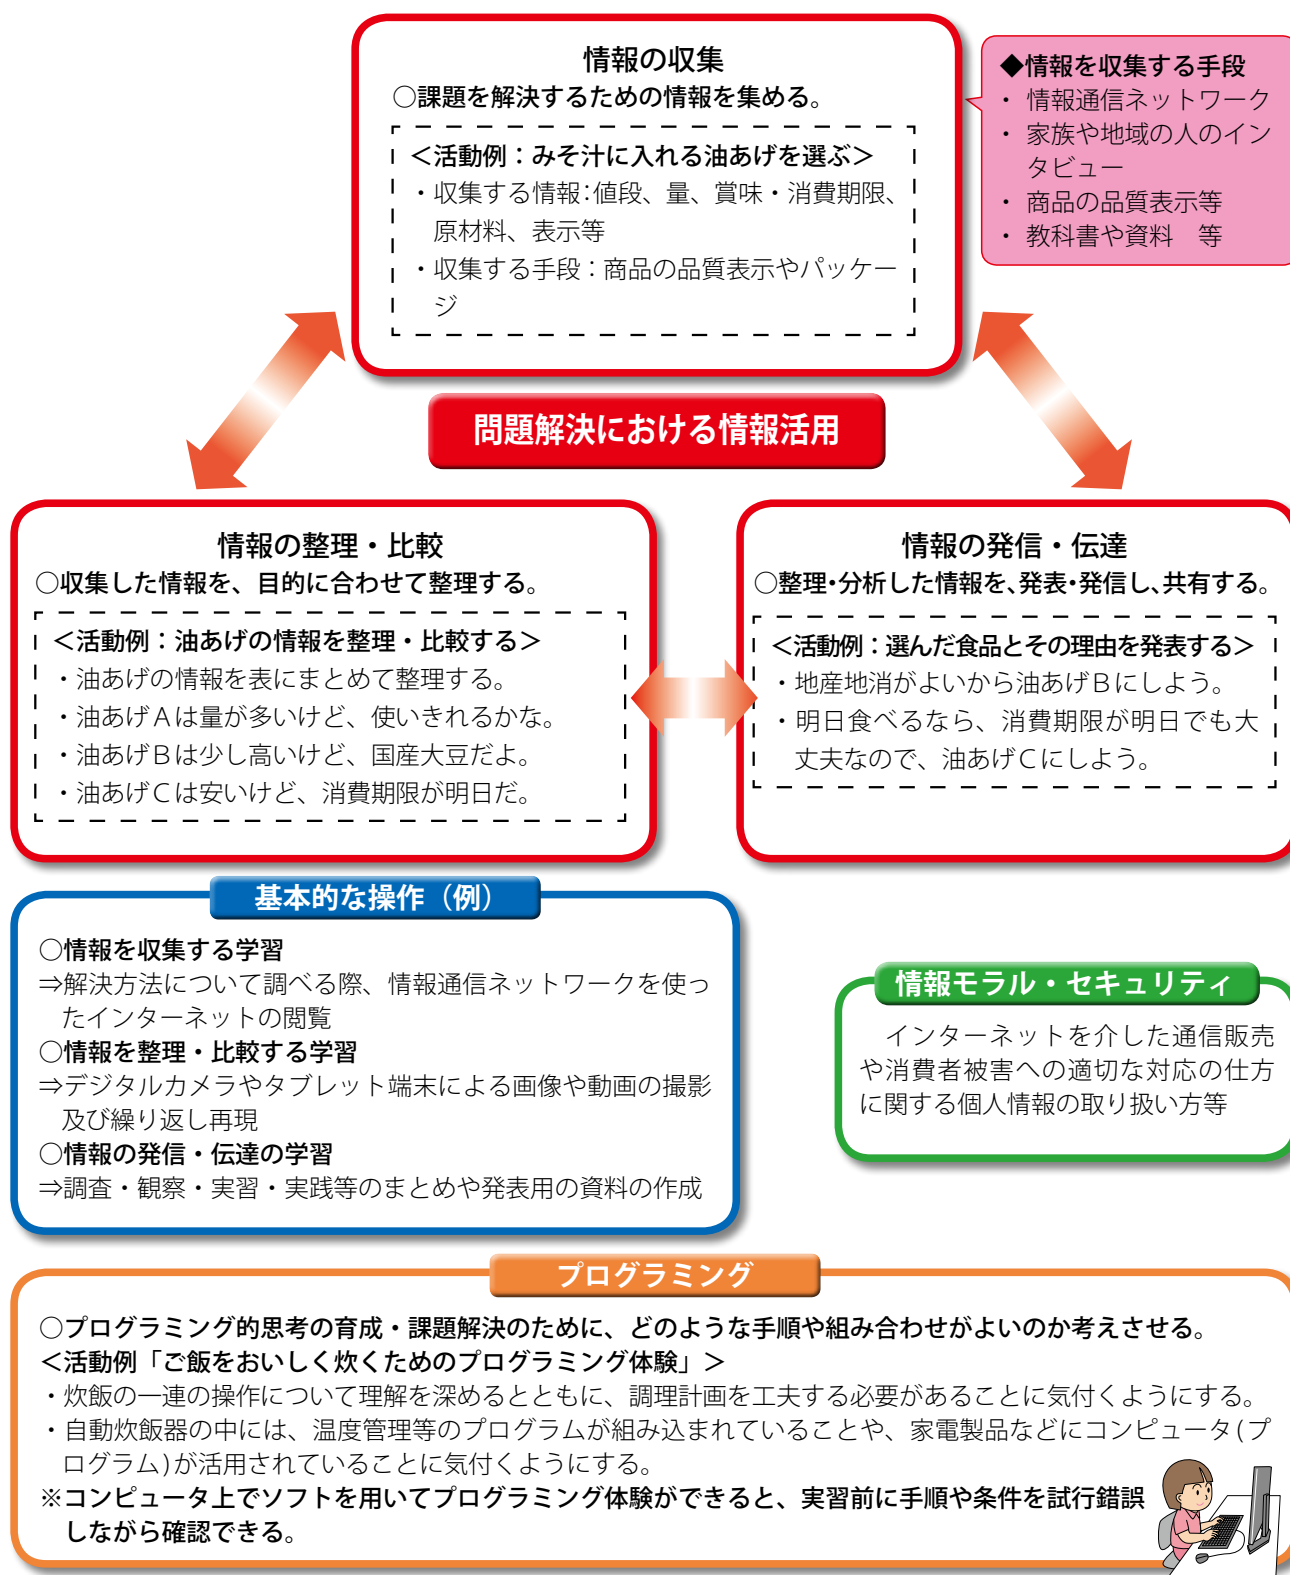 情報の収集
○課題を解決するための情報を集める。
＜活動例：みそ汁に入れる油あげを選ぶ＞
・収集する情報：値段、量、賞味・消費期限、
原材料、表示等
・収集する手段：商品の品質表示やパッケー
ジ
◆情報を収集する手段
・ 情報通信ネットワーク
・ 家族や地域の人のイン
タビュー
・ 商品の品質表示等
・ 教科書や資料　等
問題解決における情報活用
情報の整理・比較
○収集した情報を、目的に合わせて整理する。
＜活動例：油あげの情報を整理・比較する＞
・油あげの情報を表にまとめて整理する。
・油あげＡは量が多いけど、使いきれるかな。
・油あげＢは少し高いけど、国産大豆だよ。
・油あげＣは安いけど、消費期限が明日だ。
情報の発信・伝達
○整理・分析した情報を、発表・発信し、共有する。
＜活動例：選んだ食品とその理由を発表する＞
・地産地消がよいから油あげＢにしよう。
・明日食べるなら、消費期限が明日でも大
丈夫なので、油あげＣにしよう。
基本的な操作（例）
○情報を収集する学習
⇒解決方法について調べる際、情報通信ネットワークを使っ
たインターネットの閲覧
○情報を整理・比較する学習
⇒デジタルカメラやタブレット端末による画像や動画の撮影
及び繰り返し再現
○情報の発信・伝達の学習
⇒調査・観察・実習・実践等のまとめや発表用の資料の作成
情報モラル・セキュリティ
　インターネットを介した通信販売
や消費者被害への適切な対応の仕方
に関する個人情報の取り扱い方等
プログラミング
○プログラミング的思考の育成・課題解決のために、どのような手順や組み合わせがよいのか考えさせる。
＜活動例「ご飯をおいしく炊くためのプログラミング体験」＞
・炊飯の一連の操作について理解を深めるとともに、調理計画を工夫する必要があることに気付くようにする。
・自動炊飯器の中には、温度管理等のプログラムが組み込まれていることや、家電製品などにコンピュータ(プ
ログラム)が活用されていることに気付くようにする。
※コンピュータ上でソフトを用いてプログラミング体験ができると、実習前に手順や条件を試行錯誤
しながら確認できる。